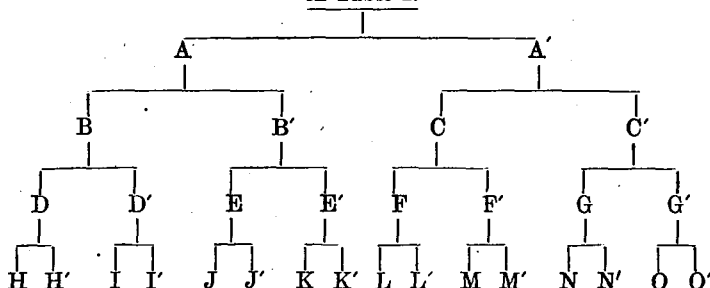 A A′
B B′ C C′
D D′ E E′ F F′ G G′
H H′ I I′ J J′ K K′ L L′ M M′ N N′ O O′